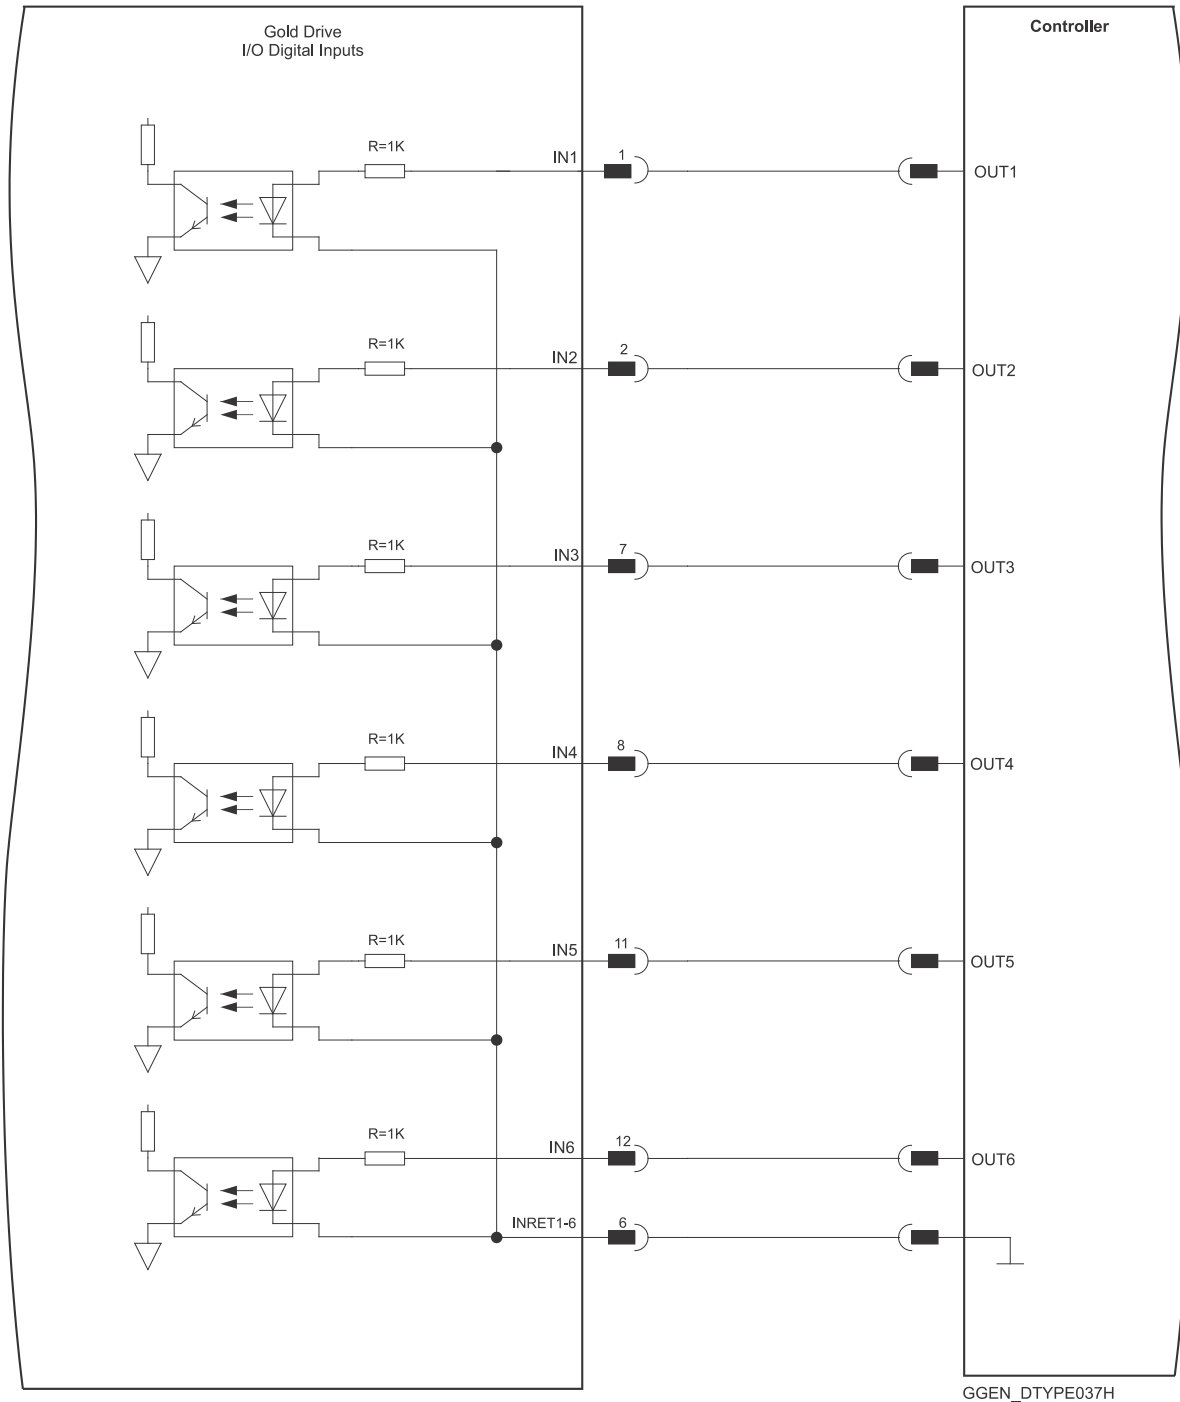 Gold Drive
I/O Digital Inputs
Controller
R=1K
IN1
1
OUT1
R=1K
IN2
2
OUT2
R=1K
IN3
7
OUT3
R=1K
IN4
8
OUT4
R=1K
IN5
11
OUT5
R=1K
IN6
12
OUT6
INRET1-6
6
GGEN_DTYPE037H